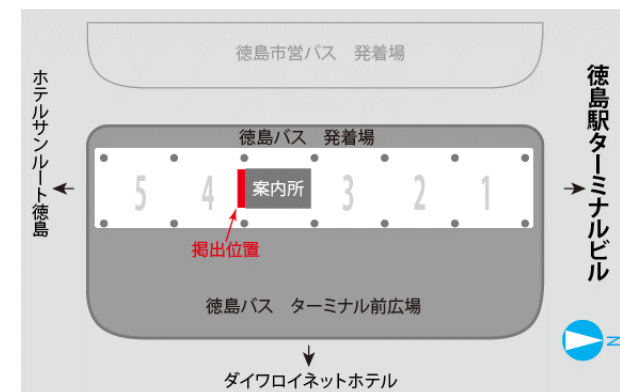 徳島市営バス 発着場
ホテルサンルート徳島
徳島駅ターミナルビル
徳島バス 発着場
5
4
案内所
3
2
1
掲出位置
徳島バス ターミナル前広場
N
ダイワロイネットホテル